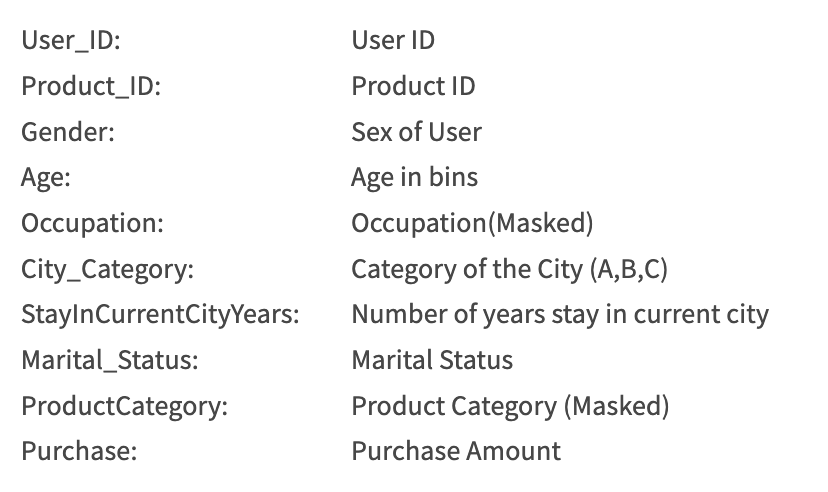 User_ID: User ID
Product_ID: Product ID
Gender: Sex of User
Age: Age in bins
Occupation: Occupation(Masked)
City_Category: Category of the City (A,B,C)
StayInCurrentCityYears: Number of years stay in current city
Marital_Status: Marital Status
ProductCategory: Product Category (Masked)
Purchase: Purchase Amount